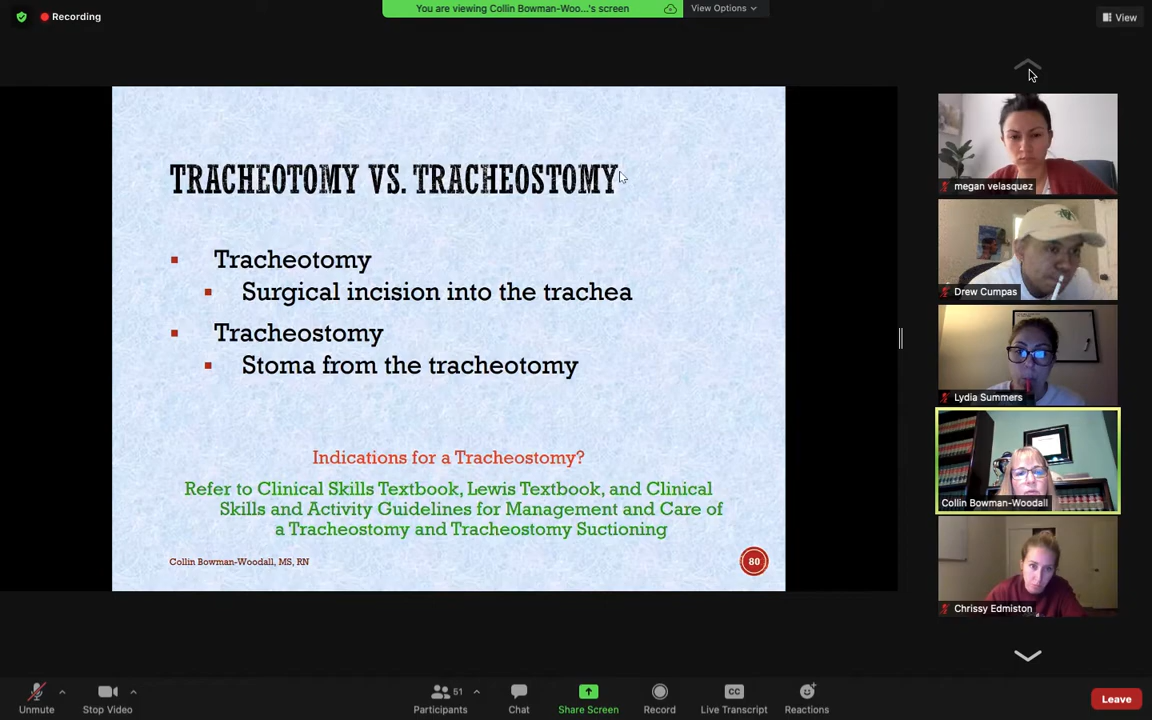 You are viewing Collin Bowman-Woo...'s screen
View Options
Recording
View
TRACHEOTOMY VS. TRACHEOSTOMY
Tracheotomy
Surgical incision into the trachea
Tracheostomy
Stoma from the tracheotomy
Indications for a Tracheostomy?
Refer to Clinical Skills Textbook, Lewis Textbook, and Clinical
Skills and Activity Guidelines for Management and Care of
a Tracheostomy and Tracheostomy Suctioning
Collin Bowman-Woodall, MS, RN
80
megan velasquez
Drew Cumpas
Lydia Summers
Collin Bowman-Woodall
Chrissy Edmiston
Unmute
Stop Video
51
Participants
Chat
Share Screen
Record
CC
Live Transcript
Reactions
Leave